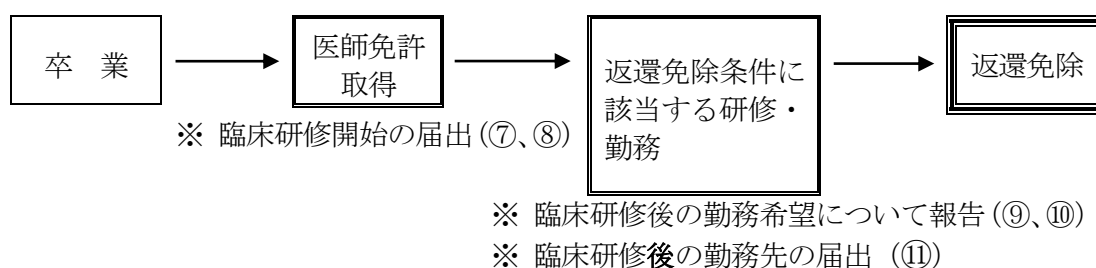 卒 業
医師免許
取得
返還免除条件に
該当する研修・
勤務
返還免除
※ 臨床研修開始の届出(⑦、⑧)
※ 臨床研修後の勤務希望について報告(⑨、⑩)
※ 臨床研修後の勤務先の届出 (⑪)